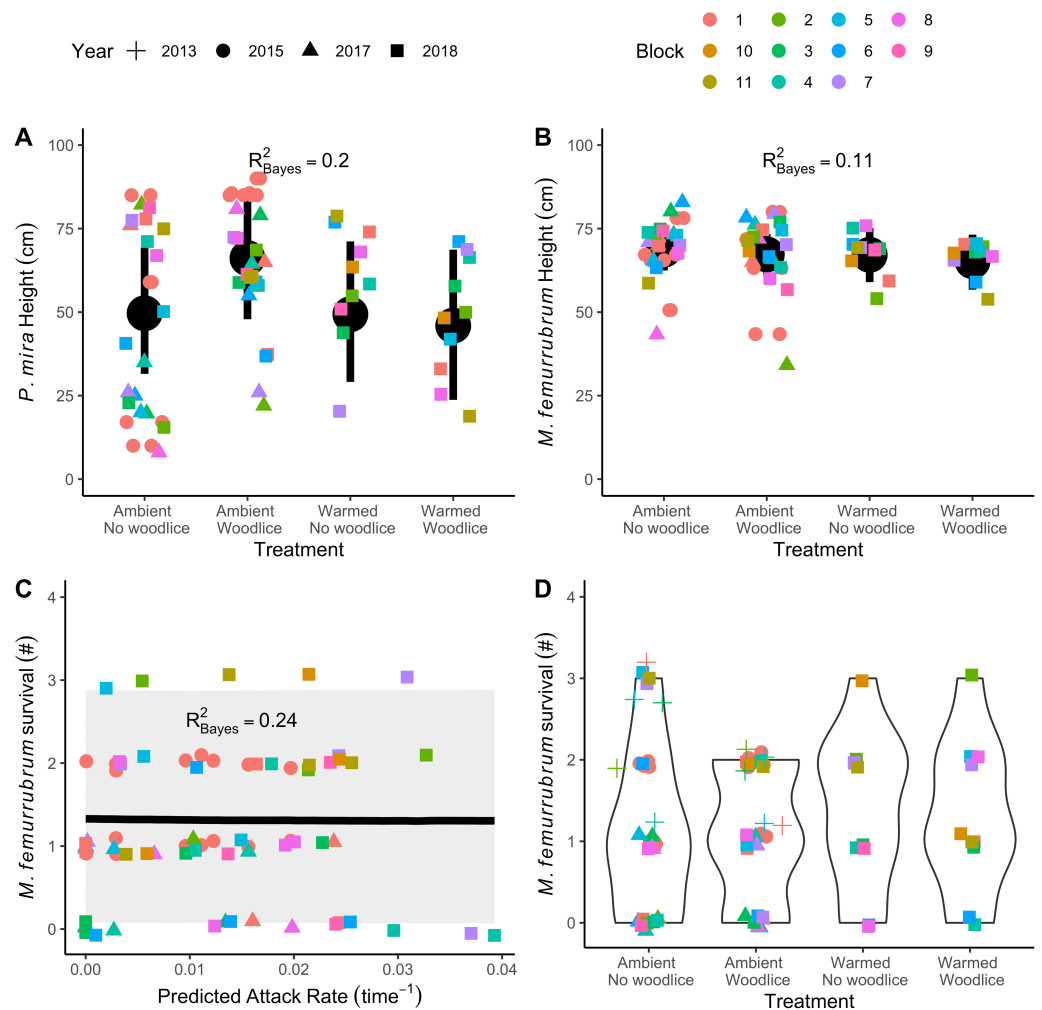 Year 2013 2015 2017 2018
Block
1 2 5 8
10 3 6 9
11 4 7
A
P. mira Height (cm)
100
75
50
25
0
R²Bayes = 0.2
Ambient No woodlice
Ambient Woodlice
Warmed No woodlice
Warmed Woodlice
Treatment
B
M. femurrubrum Height (cm)
100
75
50
25
0
R²Bayes = 0.11
Ambient No woodlice
Ambient Woodlice
Warmed No woodlice
Warmed Woodlice
Treatment
C
M. femurrubrum survival (#)
4
3
2
1
0
R²Bayes = 0.24
0.00 0.01 0.02 0.03 0.04
Predicted Attack Rate (time⁻¹)
D
M. femurrubrum survival (#)
4
3
2
1
0
Ambient No woodlice
Ambient Woodlice
Warmed No woodlice
Warmed Woodlice
Treatment